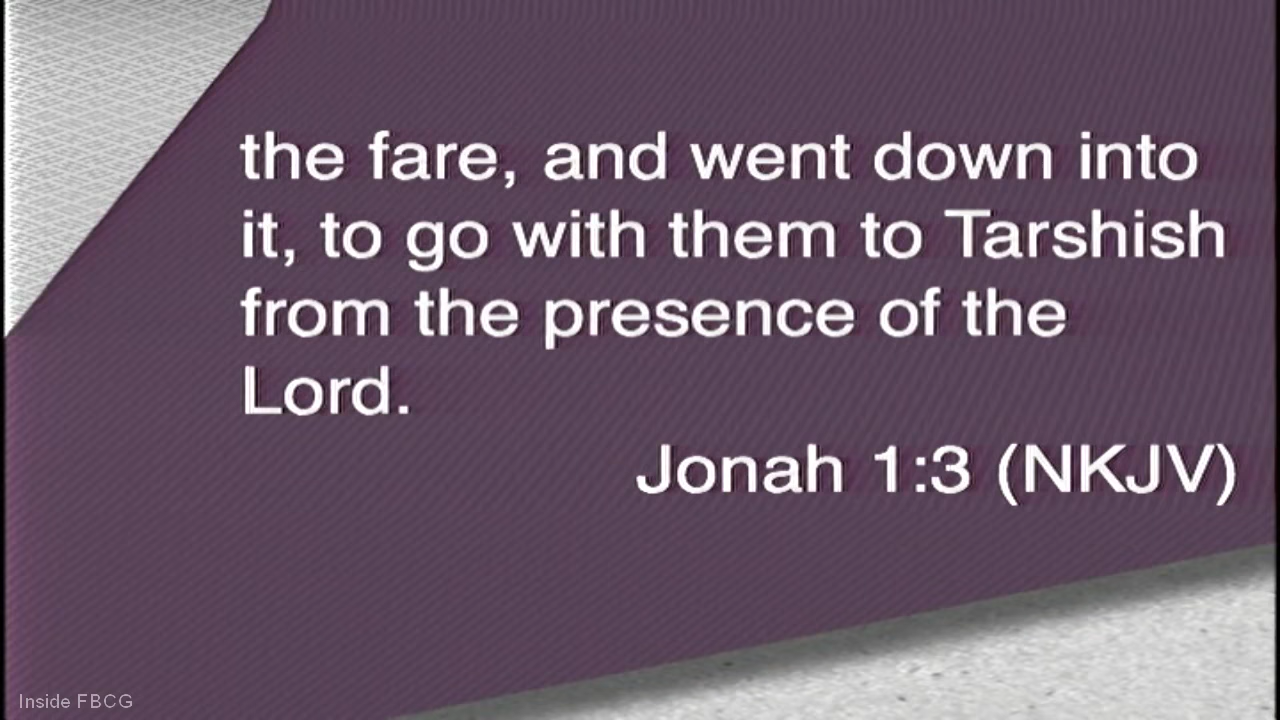 the fare, and went down into
it, to go with them to Tarshish
from the presence of the
Lord.
Jonah 1:3 (NKJV)
Inside FBCG